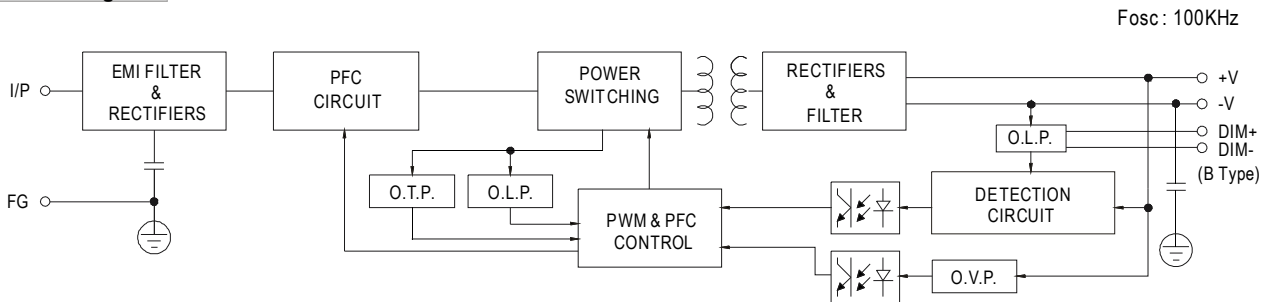 Fosc : 100KHz
I/P
EMI FILTER
&
RECTIFIERS
PFC
CIRCUIT
POWER
SWITCHING
RECTIFIERS
&
FILTER
+V
-V
DIM+
DIM-
(B Type)
O.L.P.
FG
O.T.P.
O.L.P.
PWM & PFC
CONTROL
DETECTION
CIRCUIT
O.V.P.